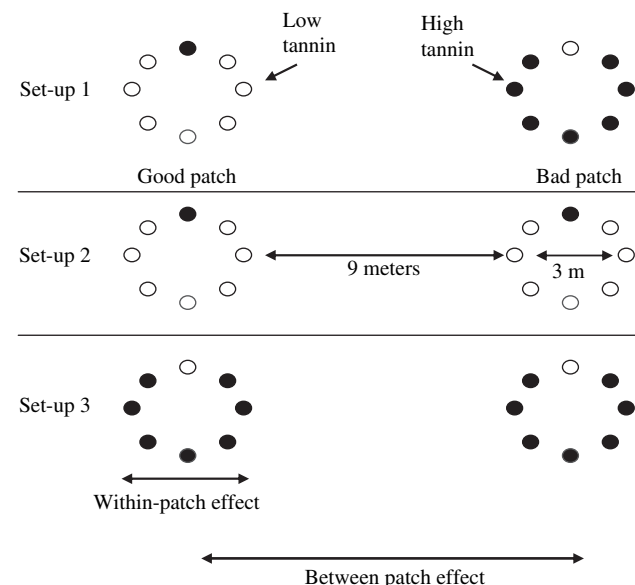 Low
tannin
High
tannin
Set-up 1
Good patch
Bad patch
Set-up 2
9 meters
3 m
Set-up 3
Within-patch effect
Between patch effect